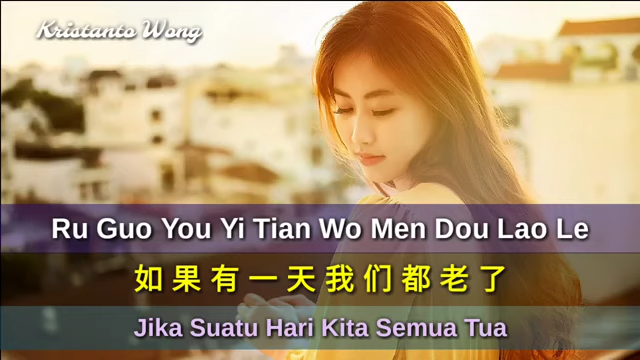 Kristanto Wong
Ru Guo You Yi Tian Wo Men Dou Lao Le
如果有一天我们都老了
Jika Suatu Hari Kita Semua Tua